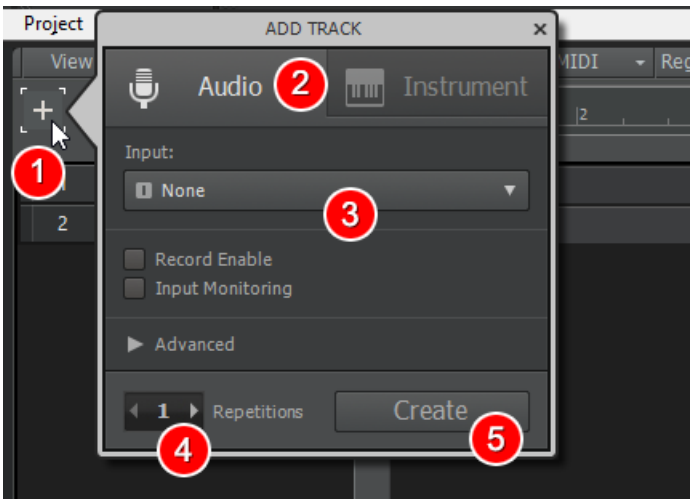 Project
ADD TRACK
View
MIDI
Reg
Audio
2
Instrument
2
1
Input:
None
3
2
Record Enable
Input Monitoring
Advanced
1
Repetitions
Create
4
5